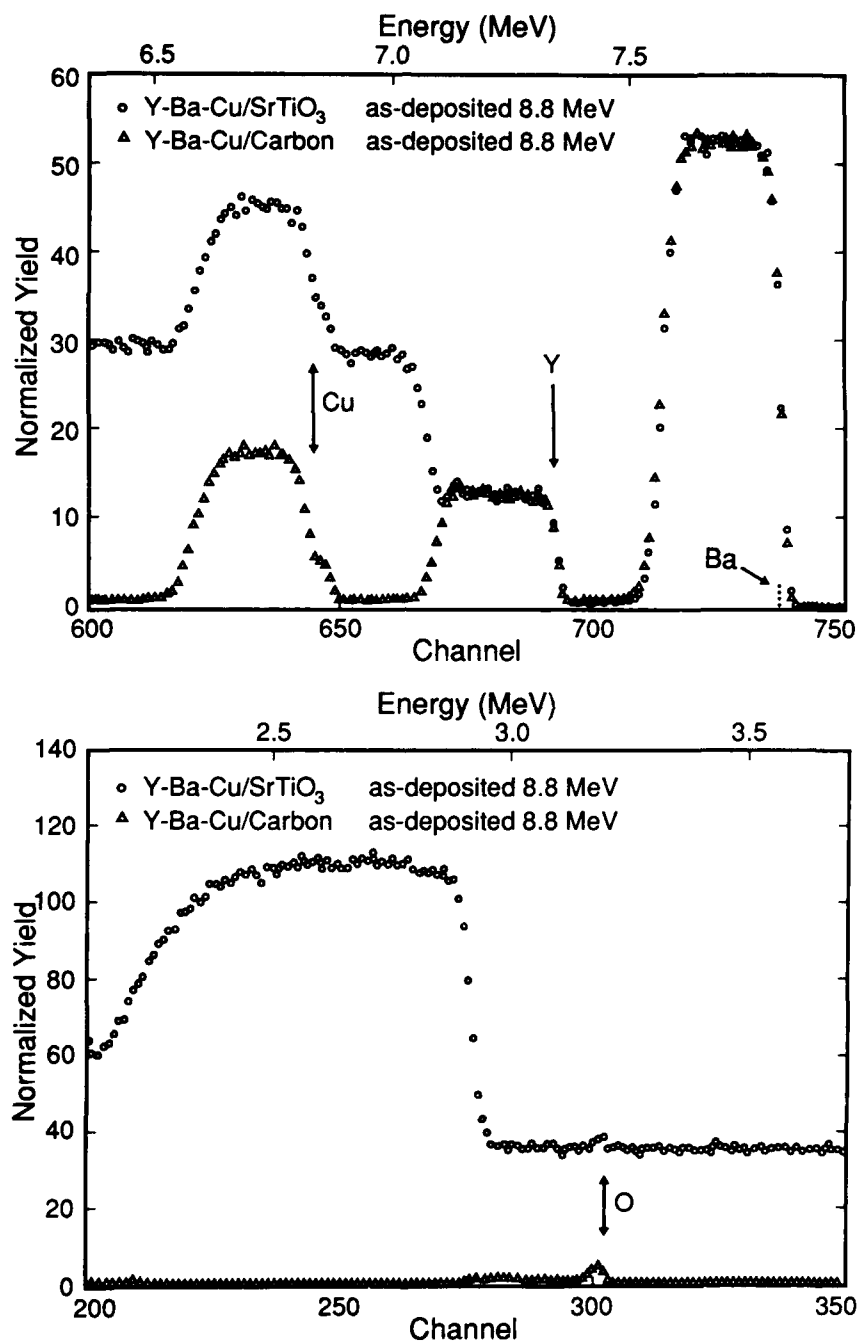 Energy (MeV)
6.5 7.0 7.5
60
50
40
30
20
10
0
Normalized Yield
Y-Ba-Cu/SrTiO₃ as-deposited 8.8 MeV
Y-Ba-Cu/Carbon as-deposited 8.8 MeV
Cu
Y
Ba
600 650 700 750
Channel
Energy (MeV)
2.5 3.0 3.5
140
120
100
80
60
40
20
0
Normalized Yield
Y-Ba-Cu/SrTiO₃ as-deposited 8.8 MeV
Y-Ba-Cu/Carbon as-deposited 8.8 MeV
O
200 250 300 350
Channel